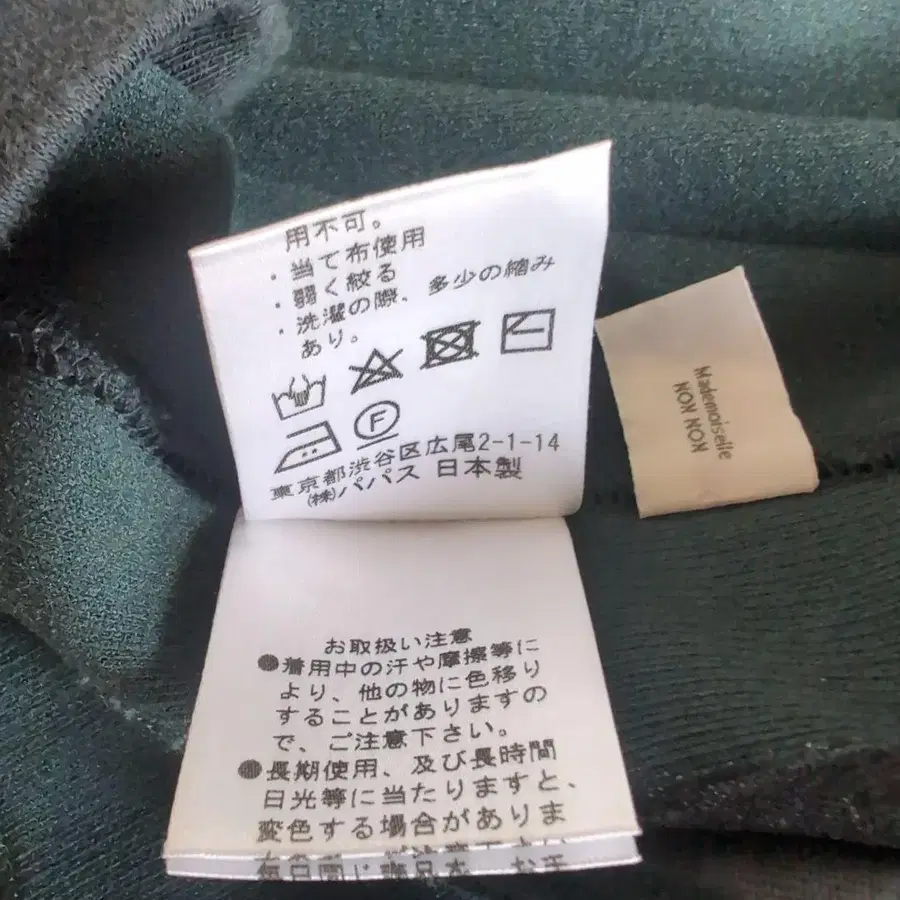 用不可。
・当て布使用
・弱く絞る
・洗濯の際、多少の縮み
あり。
F
東京都渋谷区広尾2-1-14
(株)パパス 日本製
Mademoiselle
NON NON
お取扱い注意
●着用中の汗や摩擦等に
より、他の物に色移り
することがありますの
で、ご注意下さい。
●長期使用、及び長時間
日光等に当たりますと、
変色する場合がありま